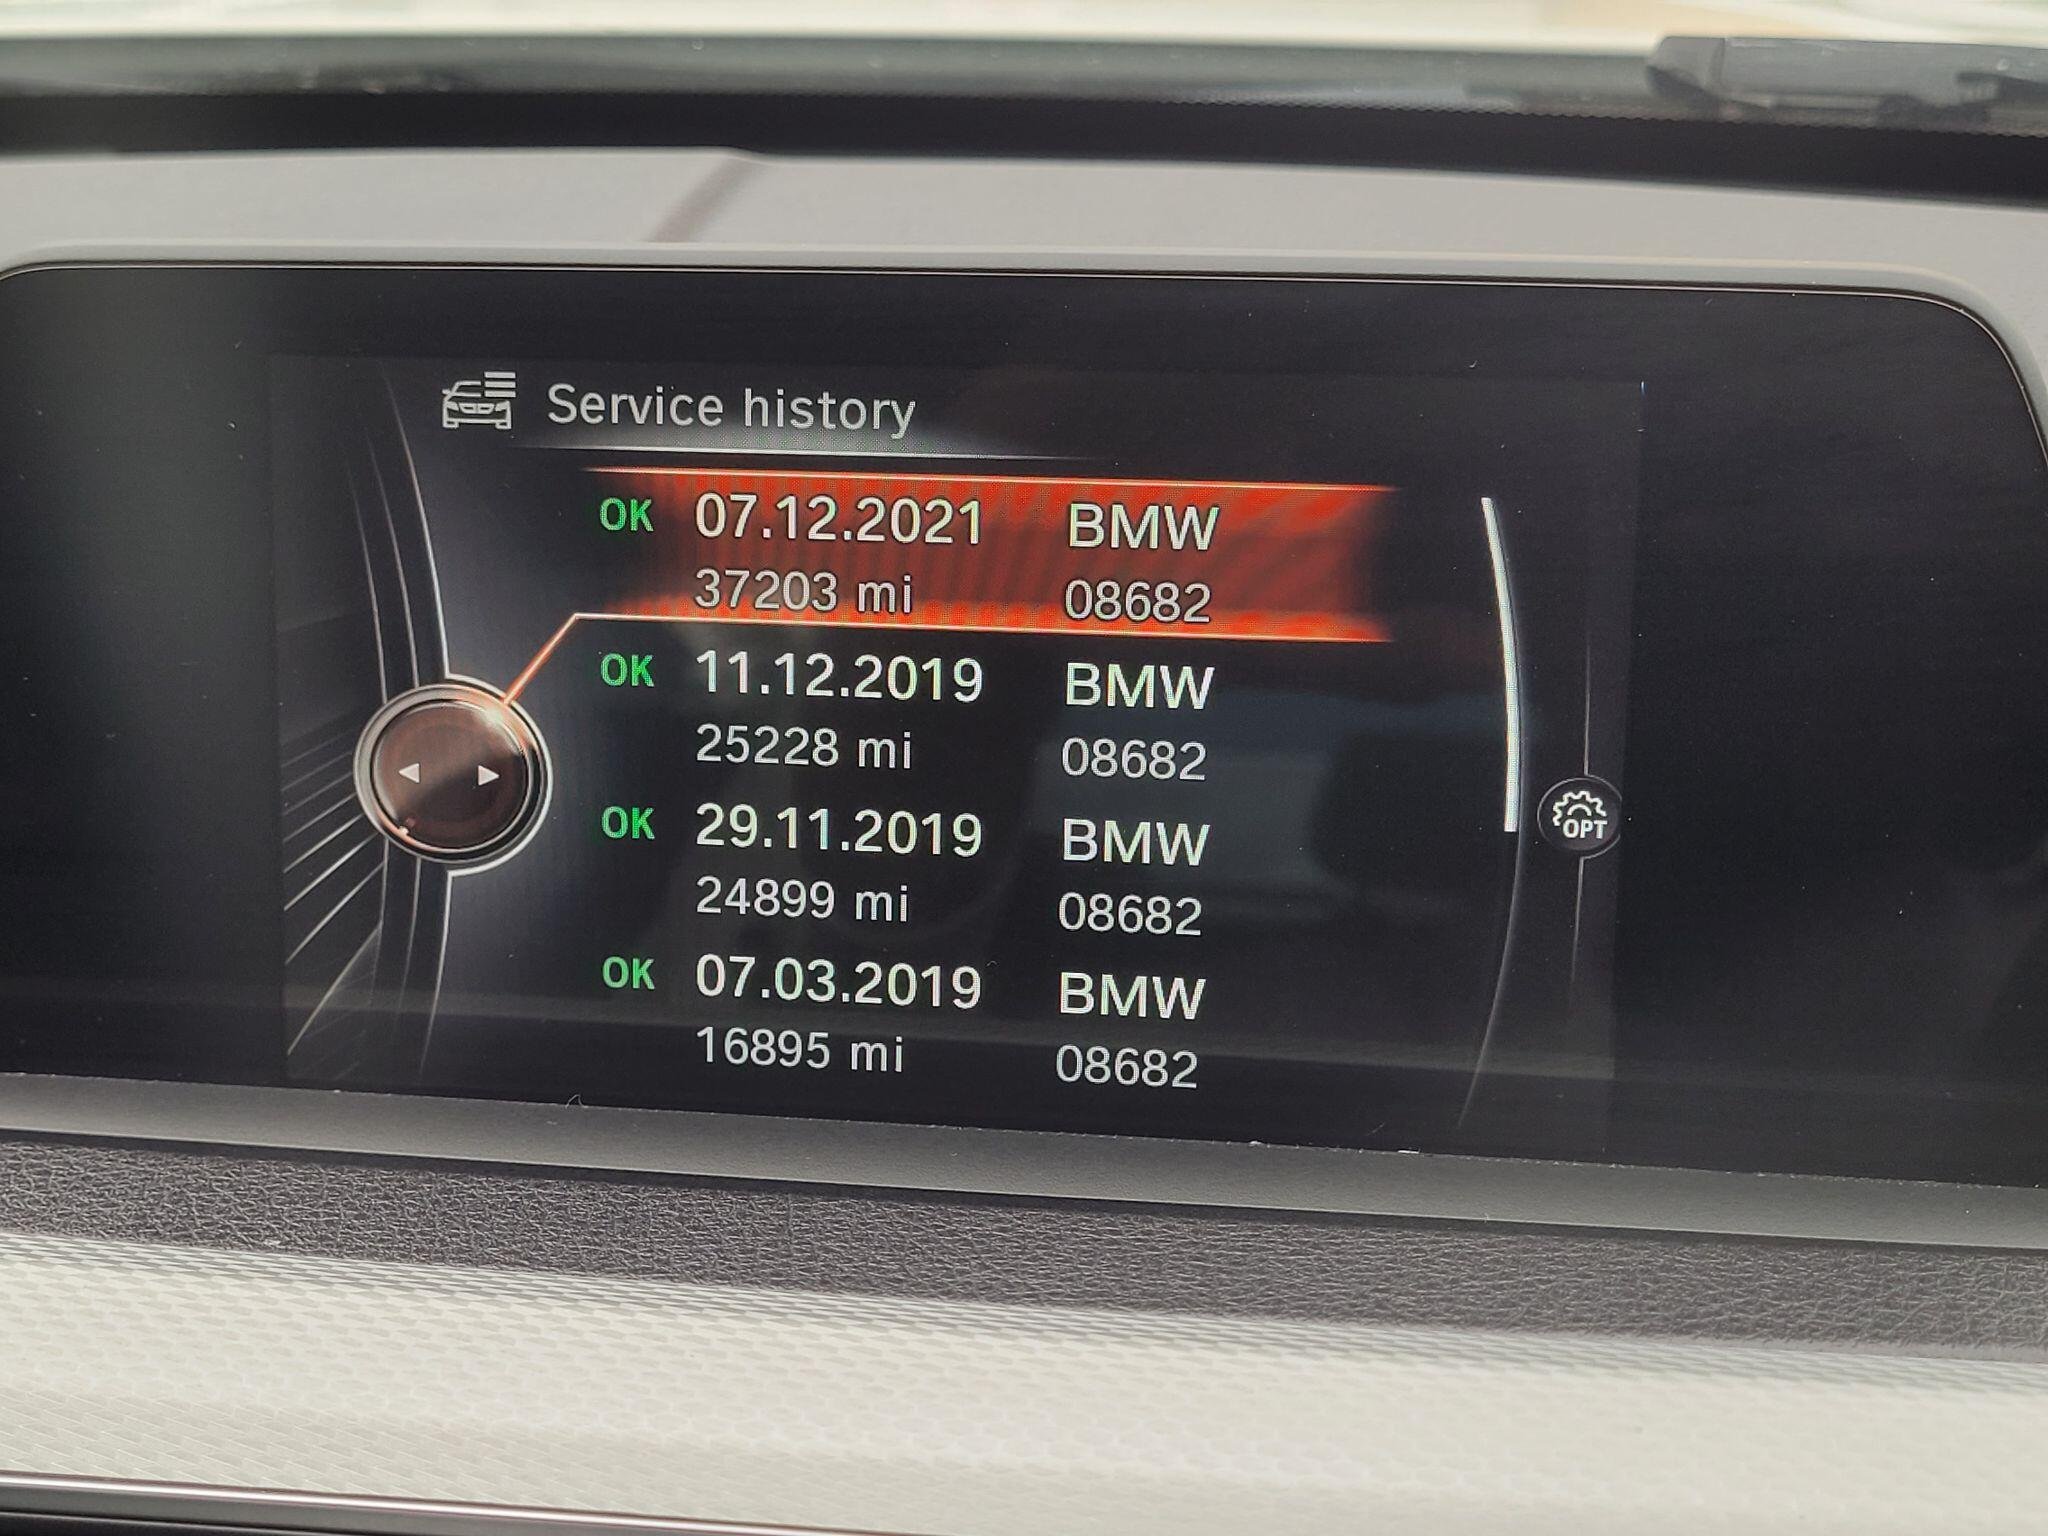 Service history
OK 07.12.2021 BMW
37203 mi 08682
OK 11.12.2019 BMW
25228 mi 08682
OK 29.11.2019 BMW
24899 mi 08682
OPT
OK 07.03.2019 BMW
16895 mi 08682